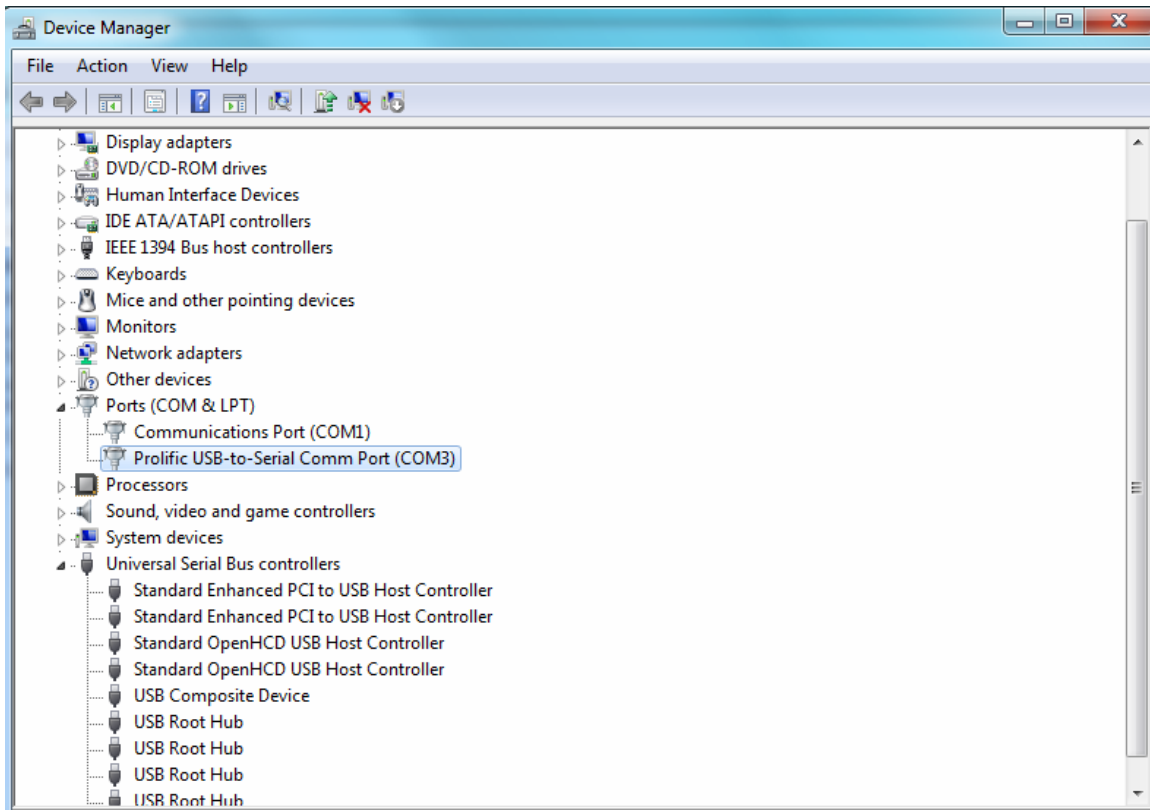 Device Manager
File Action View Help
Display adapters
DVD/CD-ROM drives
Human Interface Devices
IDE ATA/ATAPI controllers
IEEE 1394 Bus host controllers
Keyboards
Mice and other pointing devices
Monitors
Network adapters
Other devices
Ports (COM & LPT)
Communications Port (COM1)
Prolific USB-to-Serial Comm Port (COM3)
Processors
Sound, video and game controllers
System devices
Universal Serial Bus controllers
Standard Enhanced PCI to USB Host Controller
Standard Enhanced PCI to USB Host Controller
Standard OpenHCD USB Host Controller
Standard OpenHCD USB Host Controller
USB Composite Device
USB Root Hub
USB Root Hub
USB Root Hub
USB Root Hub